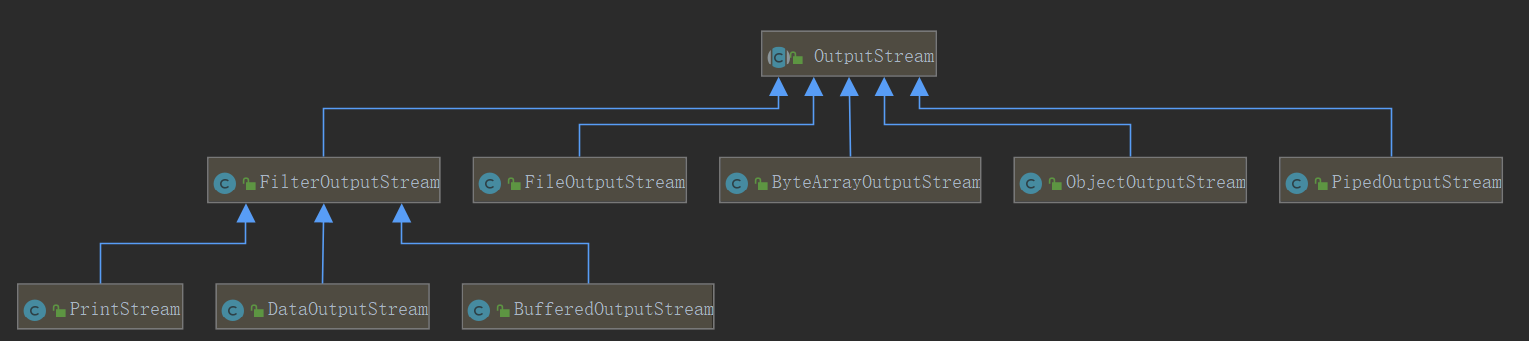 C OutputStream
C FilterOutputStream
C FileOutputStream
C ByteArrayOutputStream
C ObjectOutputStream
C PipedOutputStream
C PrintStream
C DataOutputStream
C BufferedOutputStream